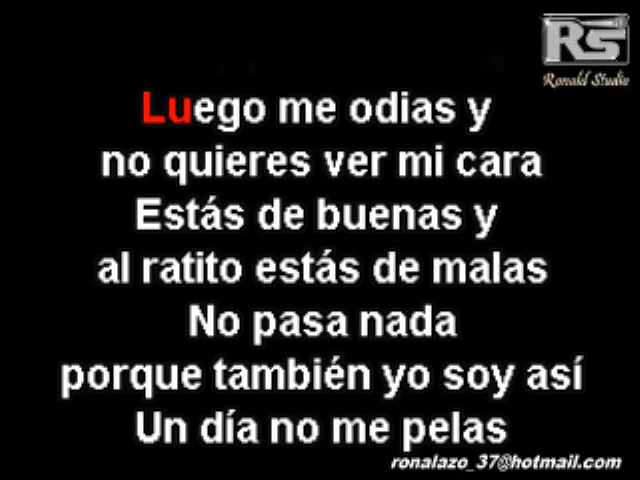 RS
Ronald Studio
Luego me odias y
no quieres ver mi cara
Estás de buenas y
al ratito estás de malas
No pasa nada
porque también yo soy así
Un día no me pelas
ronalazo_37@hotmail.com